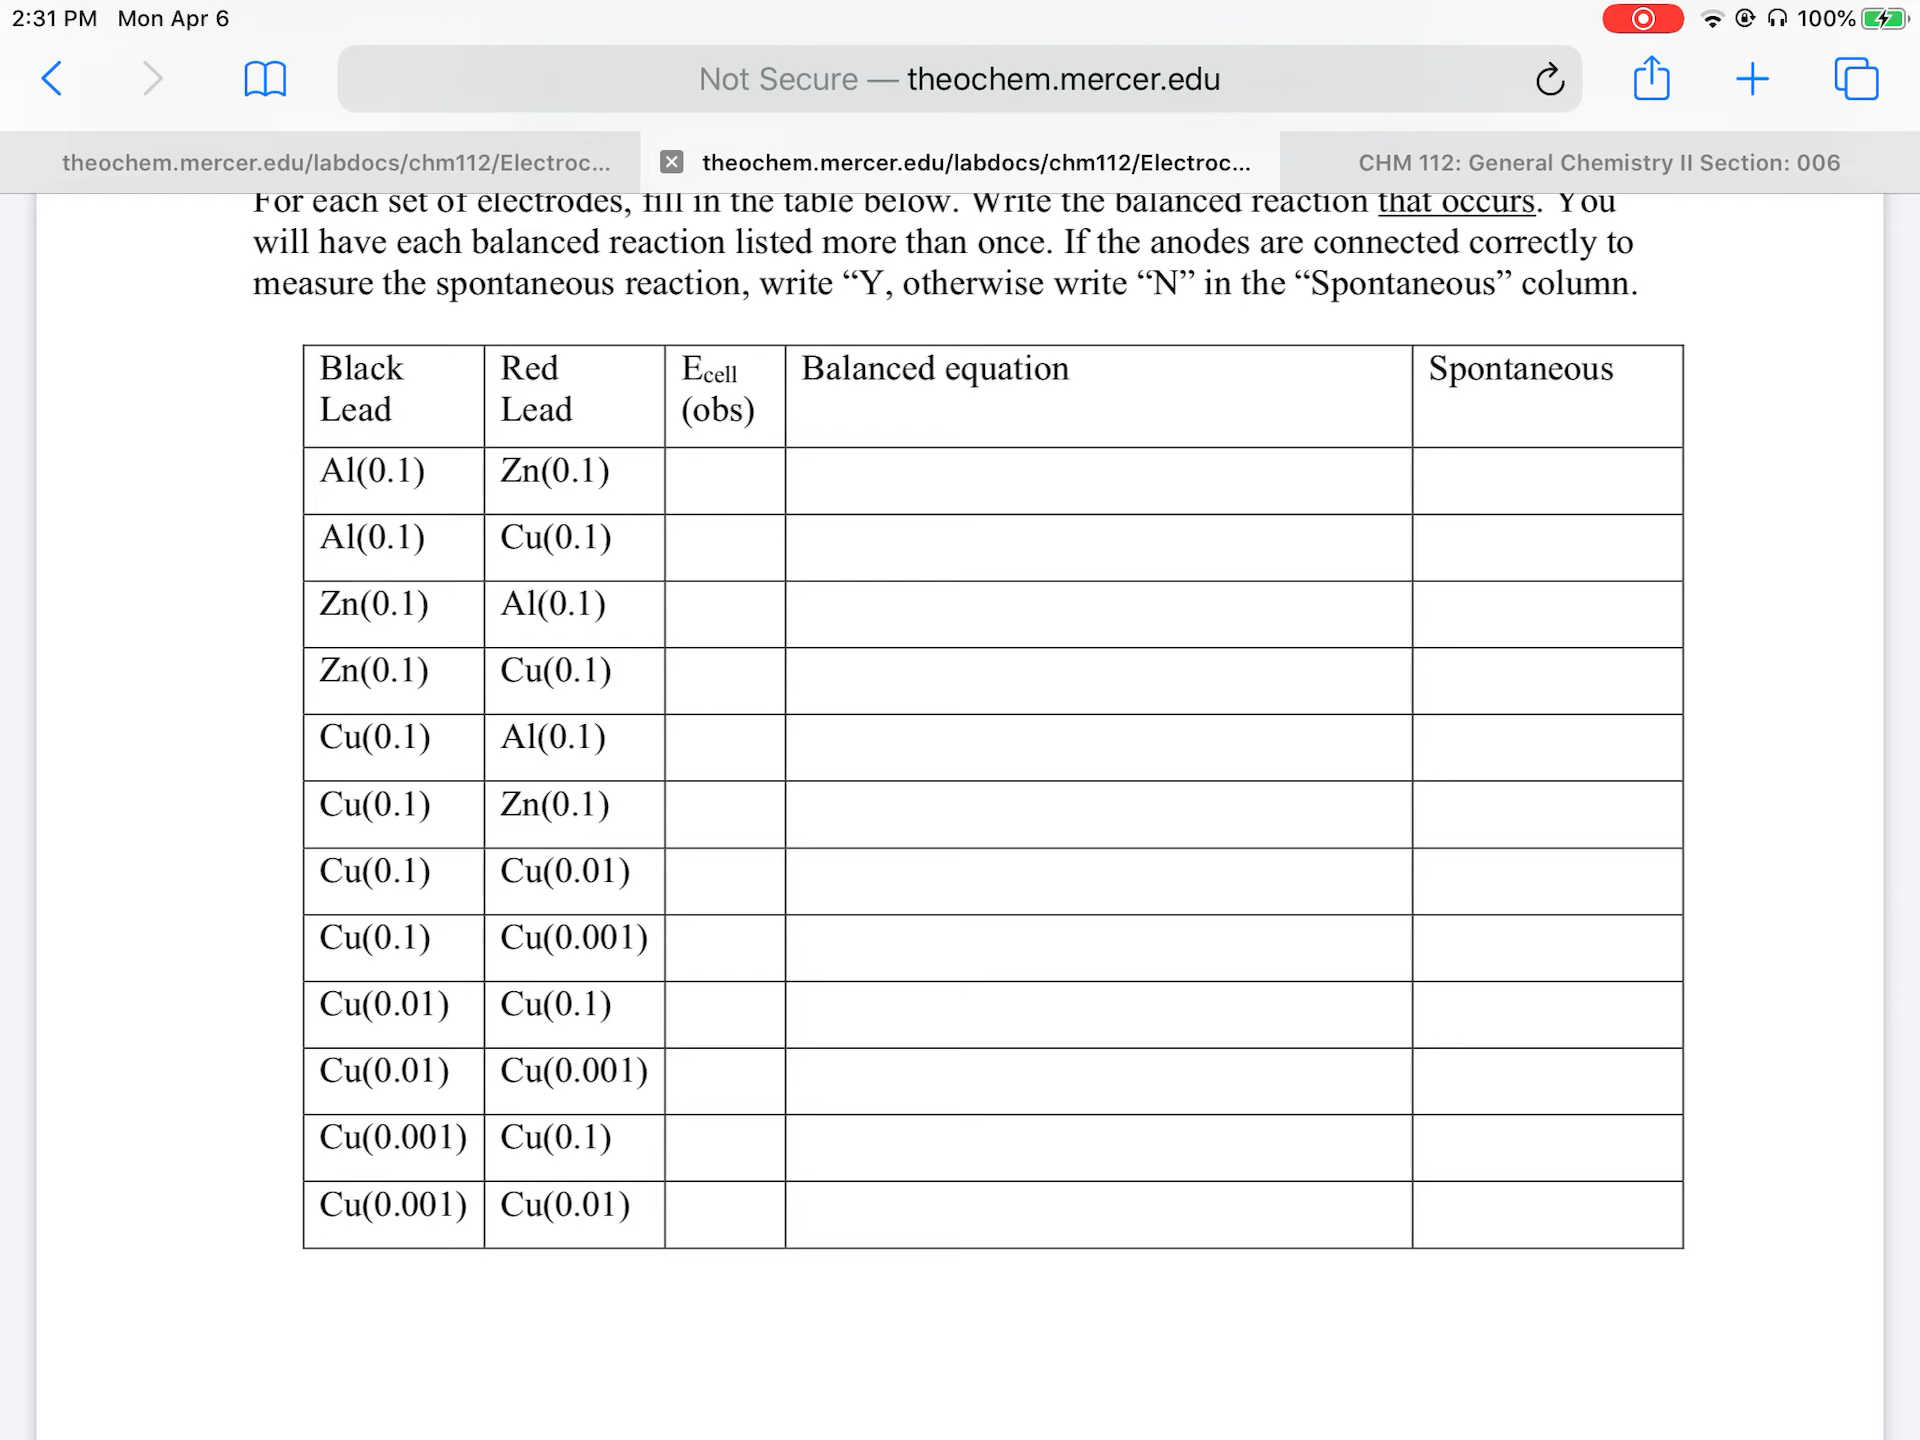 2:31 PM Mon Apr 6
100%
Not Secure — theochem.mercer.edu
theochem.mercer.edu/labdocs/chm112/Electroc...
theochem.mercer.edu/labdocs/chm112/Electroc...
CHM 112: General Chemistry II Section: 006
For each set of electrodes, fill in the table below. Write the balanced reaction that occurs. You
will have each balanced reaction listed more than once. If the anodes are connected correctly to
measure the spontaneous reaction, write “Y, otherwise write “N” in the “Spontaneous” column.
Black Lead Red Lead Ecell (obs) Balanced equation Spontaneous
Al(0.1) Zn(0.1)
Al(0.1) Cu(0.1)
Zn(0.1) Al(0.1)
Zn(0.1) Cu(0.1)
Cu(0.1) Al(0.1)
Cu(0.1) Zn(0.1)
Cu(0.1) Cu(0.01)
Cu(0.1) Cu(0.001)
Cu(0.01) Cu(0.1)
Cu(0.01) Cu(0.001)
Cu(0.001) Cu(0.1)
Cu(0.001) Cu(0.01)